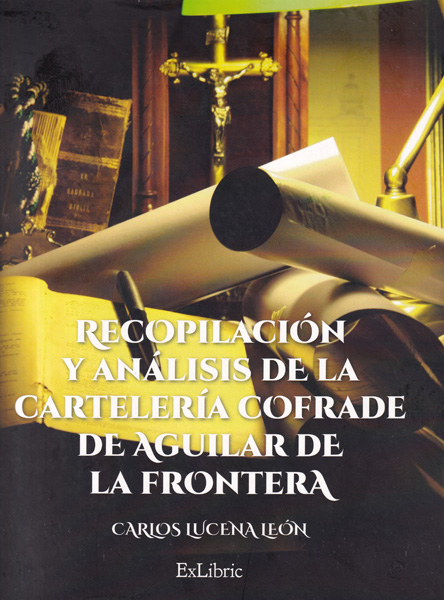 RECOPILACIÓN
Y ANÁLISIS DE LA
CARTELERÍA COFRADE
DE AGUILAR DE
LA FRONTERA
CARLOS LUCENA LEÓN
ExLibric